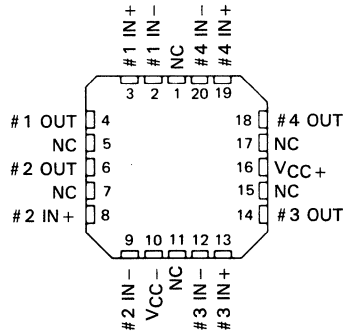 #1 IN+
#1 IN-
NC
#4 IN-
#4 IN+
3 2 1 20 19
#1 OUT 4 18 #4 OUT
NC 5 17 NC
#2 OUT 6 16 VCC+
NC 7 15 NC
#2 IN+ 8 14 #3 OUT
9 10 11 12 13
#2 IN-
VCC-
NC
#3 IN-
#3 IN+